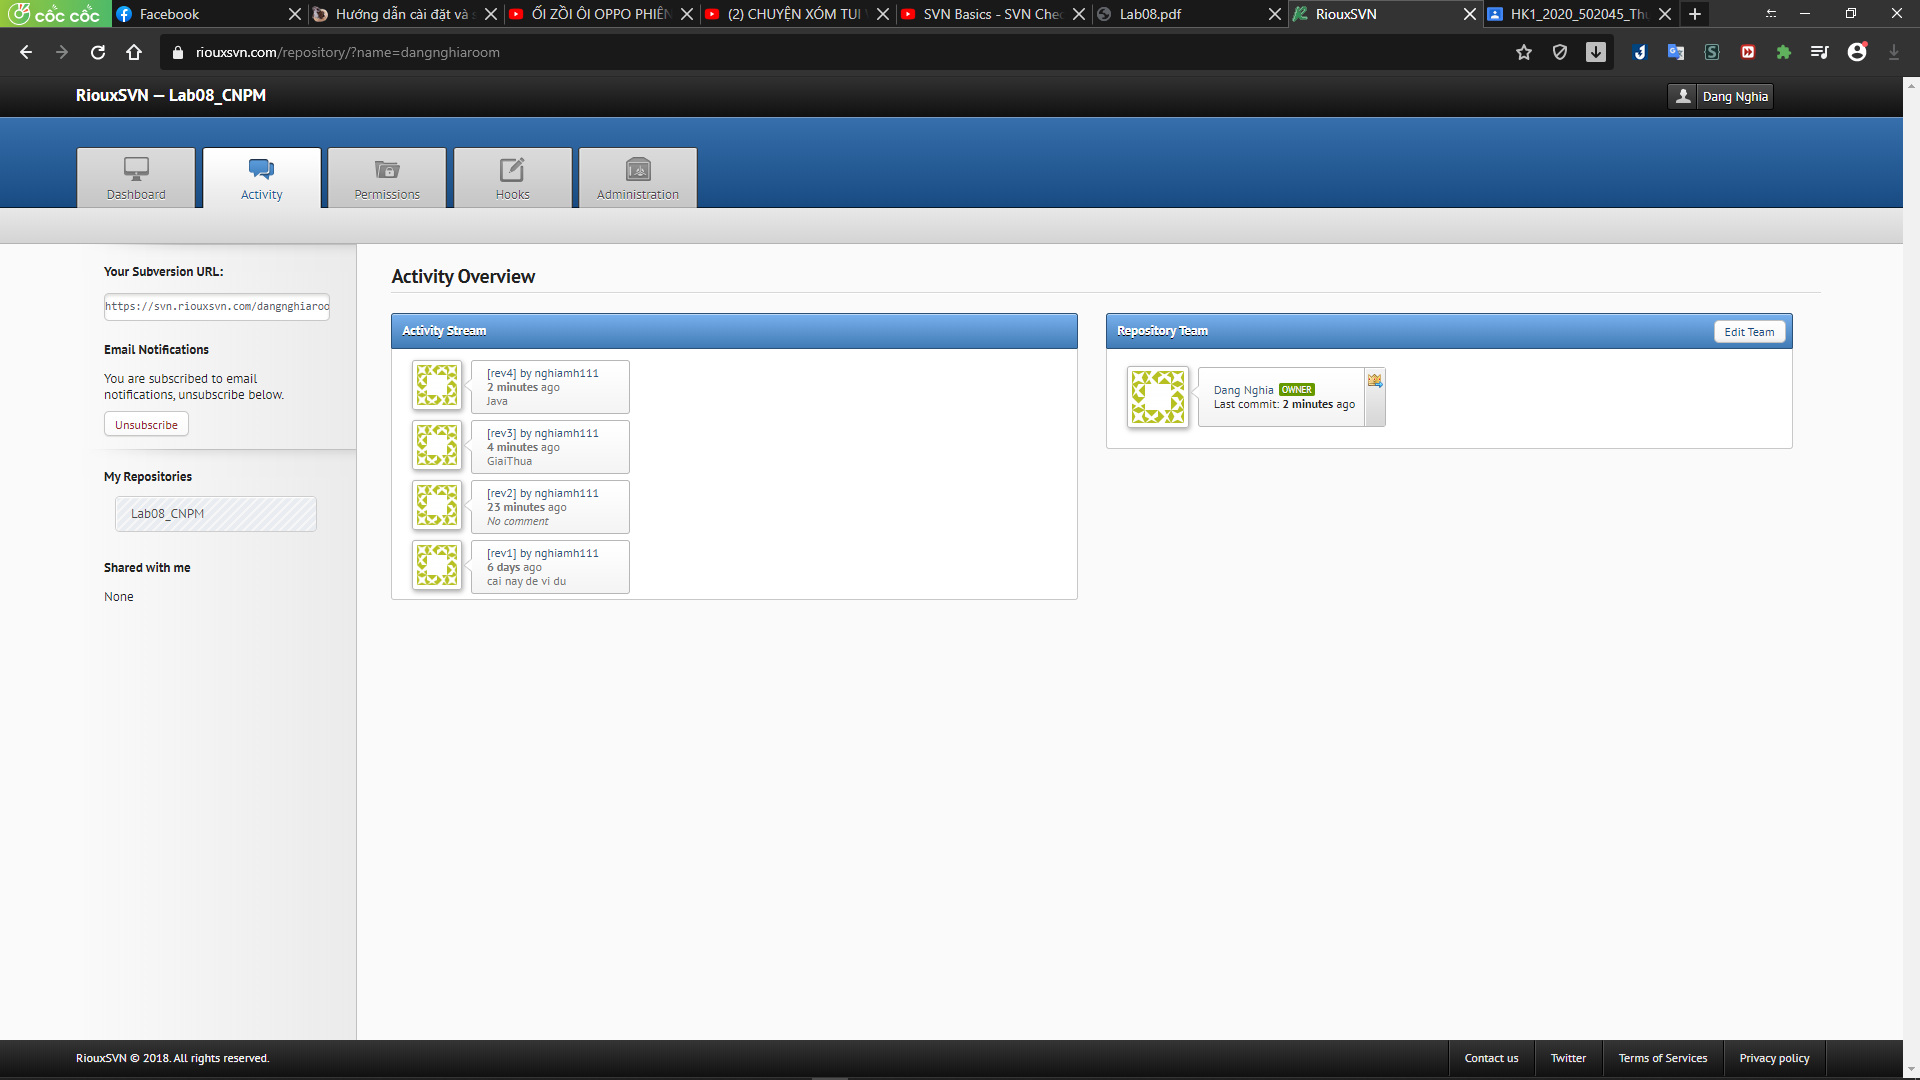 cốc cốc
Facebook
Hướng dẫn cài đặt và s
ỐI ZỒI ÔI OPPO PHIÊN
(2) CHUYỆN XÓM TUI
SVN Basics - SVN Chec
Lab08.pdf
RiouxSVN
HK1_2020_502045_Thu
riouxsvn.com/repository/?name=dangnghiaroom
RiouxSVN — Lab08_CNPM
Dang Nghia
Dashboard
Activity
Permissions
Hooks
Administration
Your Subversion URL:
https://svn.riouxsvn.com/dangnghiaroo
Email Notifications
You are subscribed to email
notifications, unsubscribe below.
Unsubscribe
My Repositories
Lab08_CNPM
Shared with me
None
Activity Overview
Activity Stream
[rev4] by nghiamh111
2 minutes ago
Java
[rev3] by nghiamh111
4 minutes ago
GiaiThua
[rev2] by nghiamh111
23 minutes ago
No comment
[rev1] by nghiamh111
6 days ago
cai nay de vi du
Repository Team
Edit Team
Dang Nghia OWNER
Last commit: 2 minutes ago
RiouxSVN © 2018. All rights reserved.
Contact us
Twitter
Terms of Services
Privacy policy